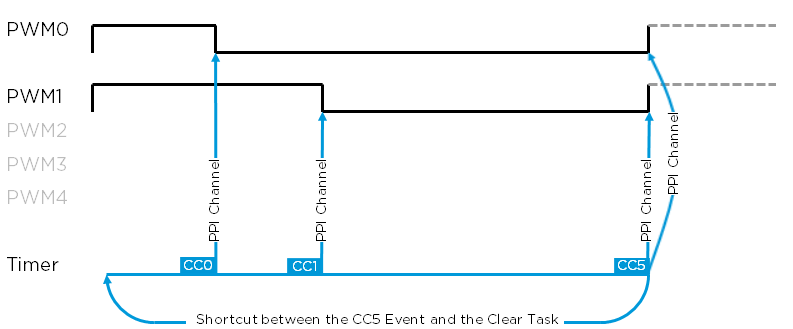 PWM0
PWM1
PWM2
PWM3
PWM4
PPI Channel
PPI Channel
PPI Channel
PPI Channel
Timer
CC0
CC1
CC5
Shortcut between the CC5 Event and the Clear Task